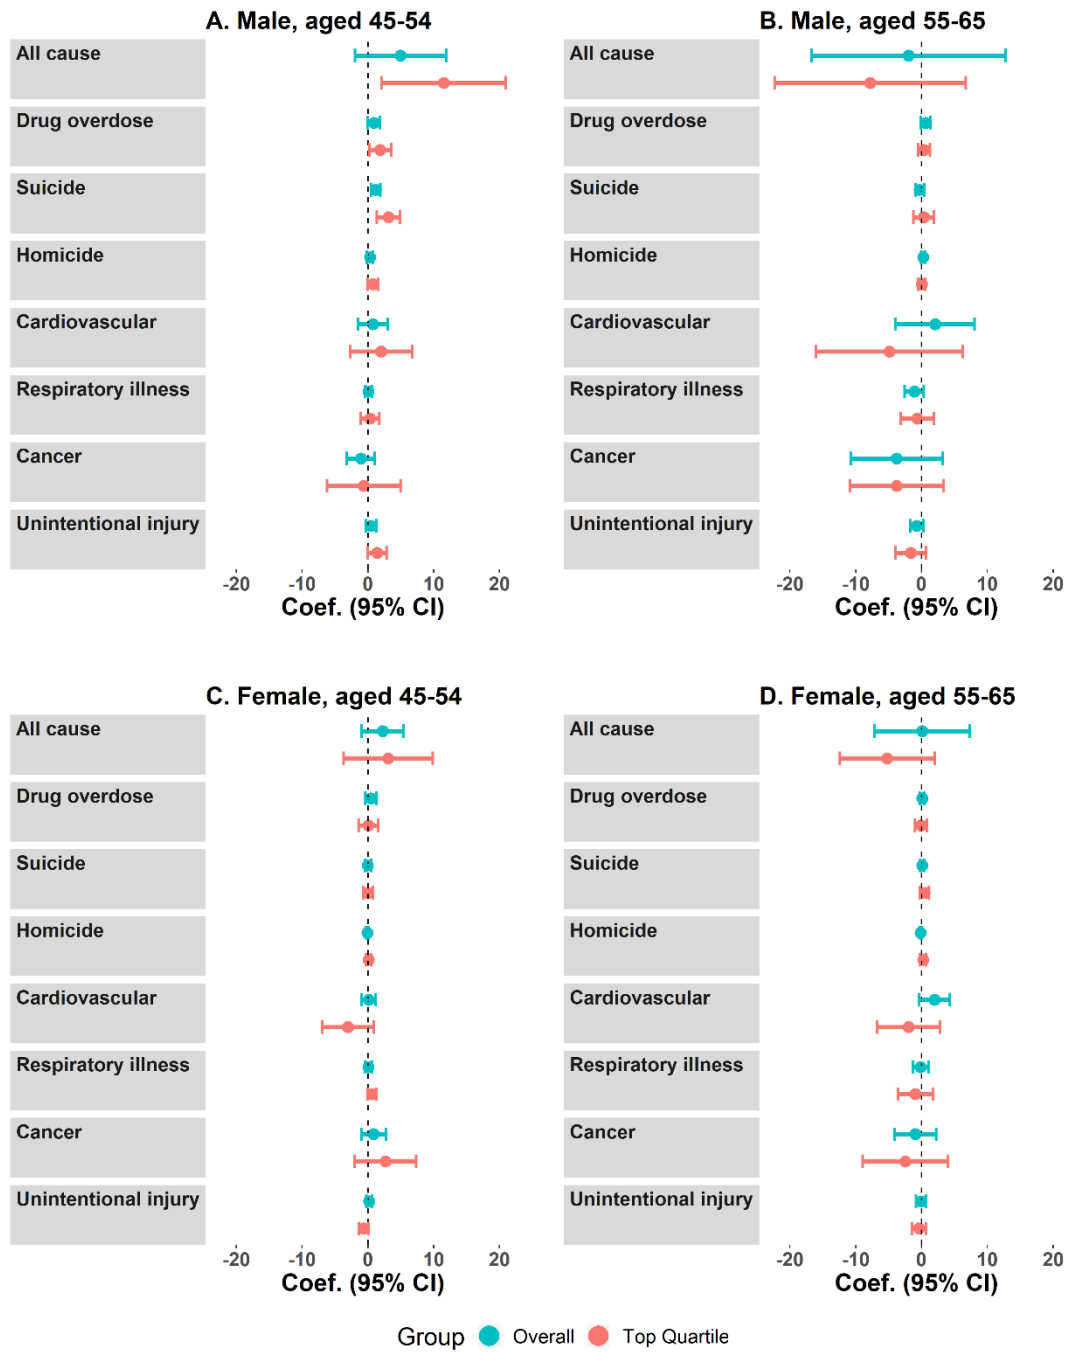 A. Male, aged 45-54
All cause
Drug overdose
Suicide
Homicide
Cardiovascular
Respiratory illness
Cancer
Unintentional injury
-20 -10 0 10 20
Coef. (95% CI)
B. Male, aged 55-65
All cause
Drug overdose
Suicide
Homicide
Cardiovascular
Respiratory illness
Cancer
Unintentional injury
-20 -10 0 10 20
Coef. (95% CI)
C. Female, aged 45-54
All cause
Drug overdose
Suicide
Homicide
Cardiovascular
Respiratory illness
Cancer
Unintentional injury
-20 -10 0 10 20
Coef. (95% CI)
D. Female, aged 55-65
All cause
Drug overdose
Suicide
Homicide
Cardiovascular
Respiratory illness
Cancer
Unintentional injury
-20 -10 0 10 20
Coef. (95% CI)
Group Overall Top Quartile